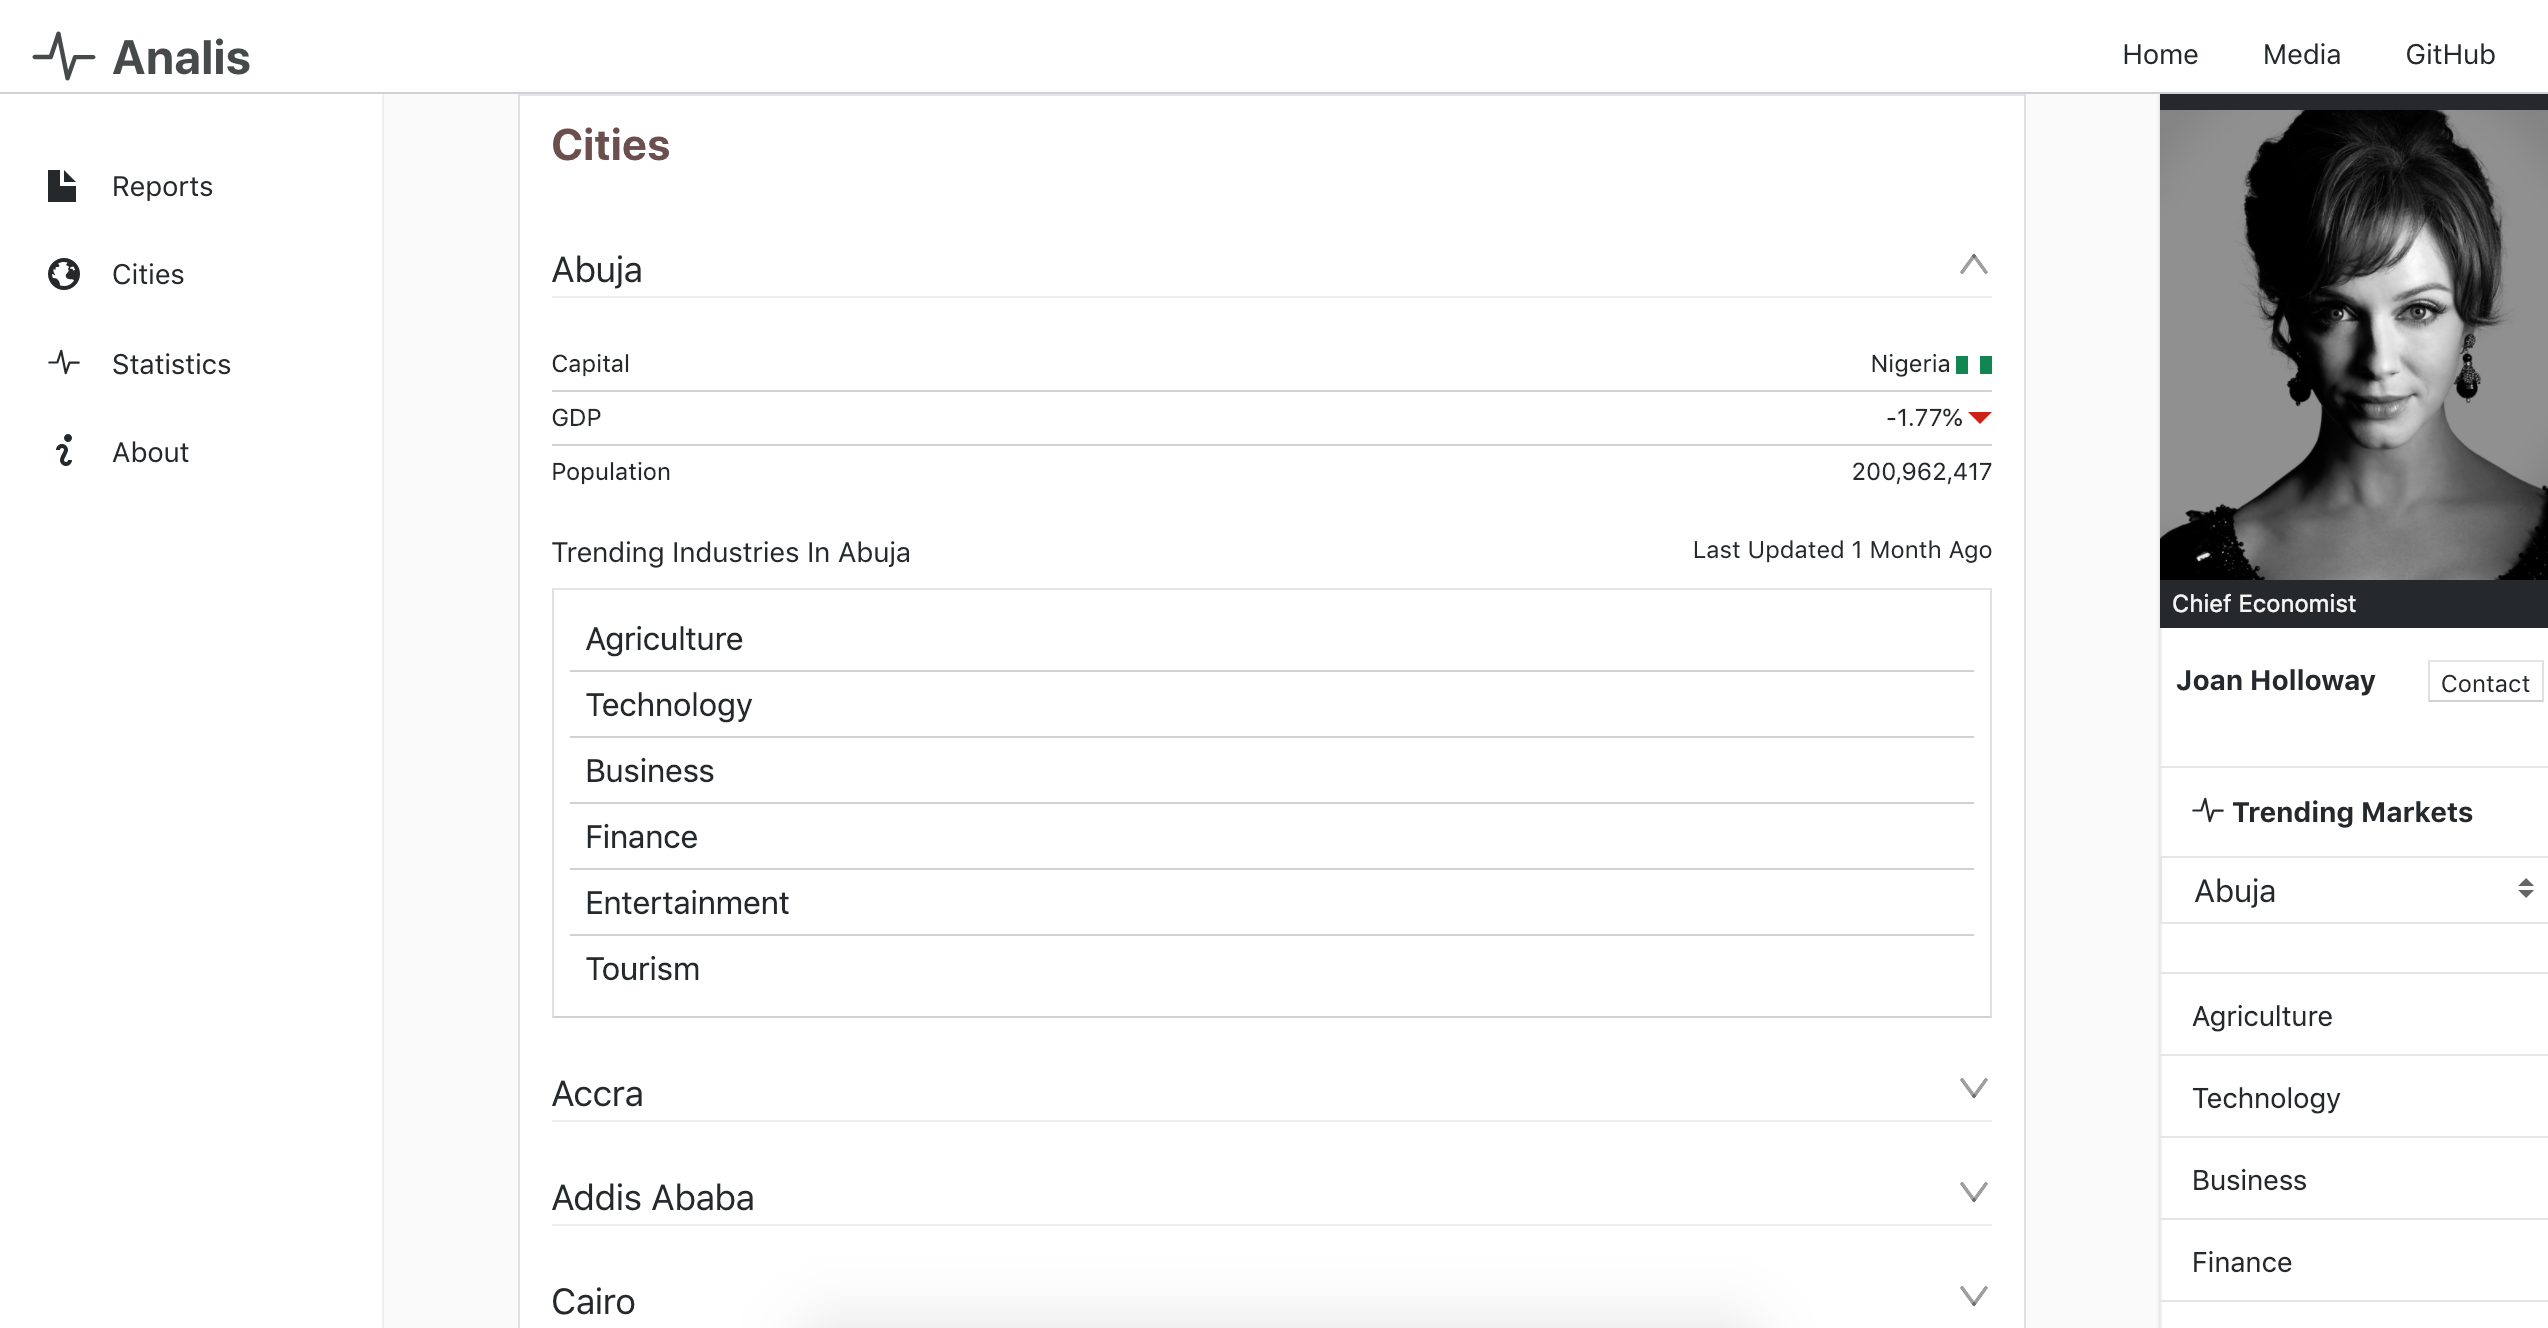 Analis
Home Media GitHub
Reports
Cities
Statistics
About
Cities
Abuja
Capital Nigeria
GDP -1.77%
Population 200,962,417
Trending Industries In Abuja Last Updated 1 Month Ago
Agriculture
Technology
Business
Finance
Entertainment
Tourism
Accra
Addis Ababa
Cairo
Chief Economist
Joan Holloway Contact
Trending Markets
Abuja
Agriculture
Technology
Business
Finance